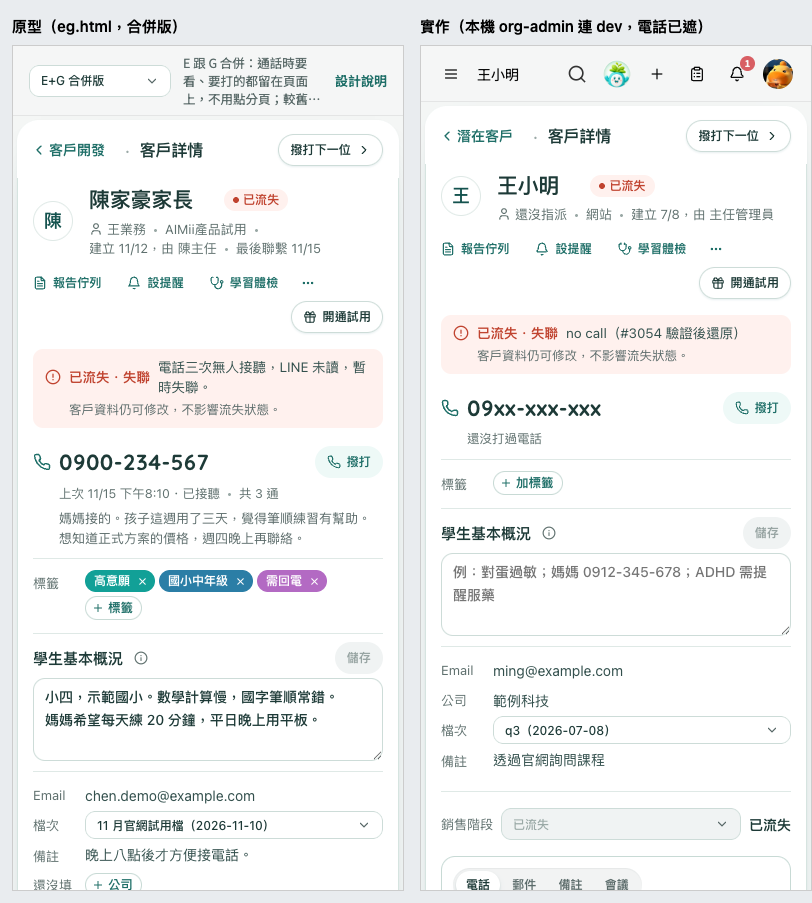 原型（eg.html，合併版）
E+G 合併版
E 跟 G 合併：通話時要
看、要打的都留在頁面
上，不用點分頁；較舊…
設計說明
客戶開發 · 客戶詳情
撥打下一位
陳
陳家豪家長
已流失
王業務 • AIMii產品試用 •
建立 11/12，由 陳主任 • 最後聯繫 11/15
報告佇列
設提醒
學習體檢
…
開通試用
已流失 · 失聯 電話三次無人接聽，LINE 未讀，暫
時失聯。
客戶資料仍可修改，不影響流失狀態。
0900-234-567
撥打
上次 11/15 下午8:10 · 已接聽 • 共 3 通
媽媽接的。孩子這週用了三天，覺得筆順練習有幫助。
想知道正式方案的價格，週四晚上再聯絡。
標籤
高意願 ×
國小中年級 ×
需回電 ×
+ 標籤
學生基本概況
儲存
小四，示範國小。數學計算慢，國字筆順常錯。
媽媽希望每天練 20 分鐘，平日晚上用平板。
Email chen.demo@example.com
檔次 11 月官網試用檔（2026-11-10）
備註 晚上八點後才方便接電話。
還沒填 + 公司
實作（本機 org-admin 連 dev，電話已遮）
王小明
1
潛在客戶 · 客戶詳情
撥打下一位
王
王小明
已流失
還沒指派 • 網站 • 建立 7/8，由 主任管理員
報告佇列
設提醒
學習體檢
…
開通試用
已流失 · 失聯 no call（#3054 驗證後還原）
客戶資料仍可修改，不影響流失狀態。
09xx-xxx-xxx
撥打
還沒打過電話
標籤
+ 加標籤
學生基本概況
儲存
例：對蛋過敏；媽媽 0912-345-678；ADHD 需提
醒服藥
Email ming@example.com
公司 範例科技
檔次 q3（2026-07-08）
備註 透過官網詢問課程
銷售階段 已流失 已流失
電話
郵件
備註
會議